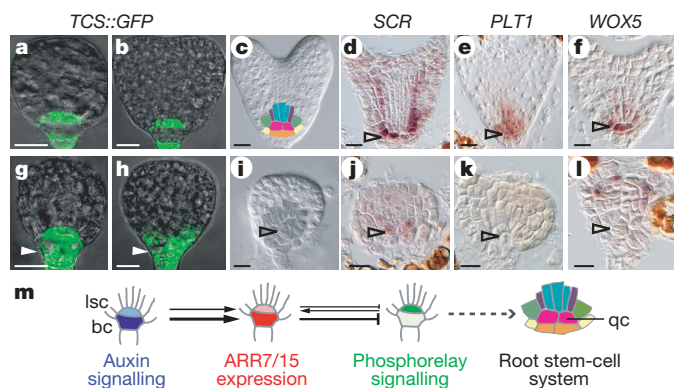 TCS::GFP SCR PLT1 WOX5
a b c d e f
g h i j k l
m
lsc
bc
qc
Auxin signalling
ARR7/15 expression
Phosphorelay signalling
Root stem-cell system